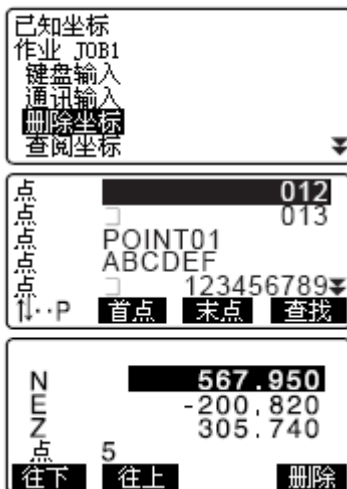 已知坐标
作业 JOB1
键盘输入
通讯输入
删除坐标
查阅坐标
点 012
点 013
点 POINT01
点 ABCDEF
点 123456789
↑↓··P 首点 末点 查找
N 567.950
E -200.820
Z 305.740
点 5
往下 往上 删除